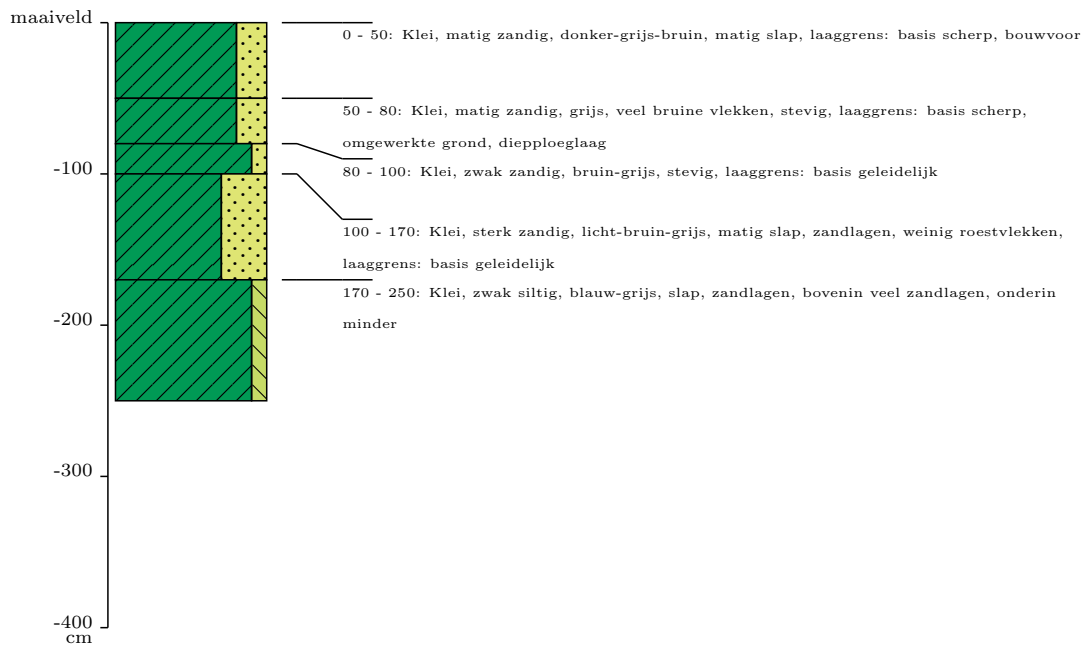 maaiveld
0 - 50: Klei, matig zandig, donker-grijs-bruin, matig slap, laaggrens: basis scherp, bouwvoor
50 - 80: Klei, matig zandig, grijs, veel bruine vlekken, stevig, laaggrens: basis scherp,
omgewerkte grond, diepploeglaag
-100
80 - 100: Klei, zwak zandig, bruin-grijs, stevig, laaggrens: basis geleidelijk
100 - 170: Klei, sterk zandig, licht-bruin-grijs, matig slap, zandlagen, weinig roestvlekken,
laaggrens: basis geleidelijk
170 - 250: Klei, zwak siltig, blauw-grijs, slap, zandlagen, bovenin veel zandlagen, onderin
minder
-200
-300
-400
cm